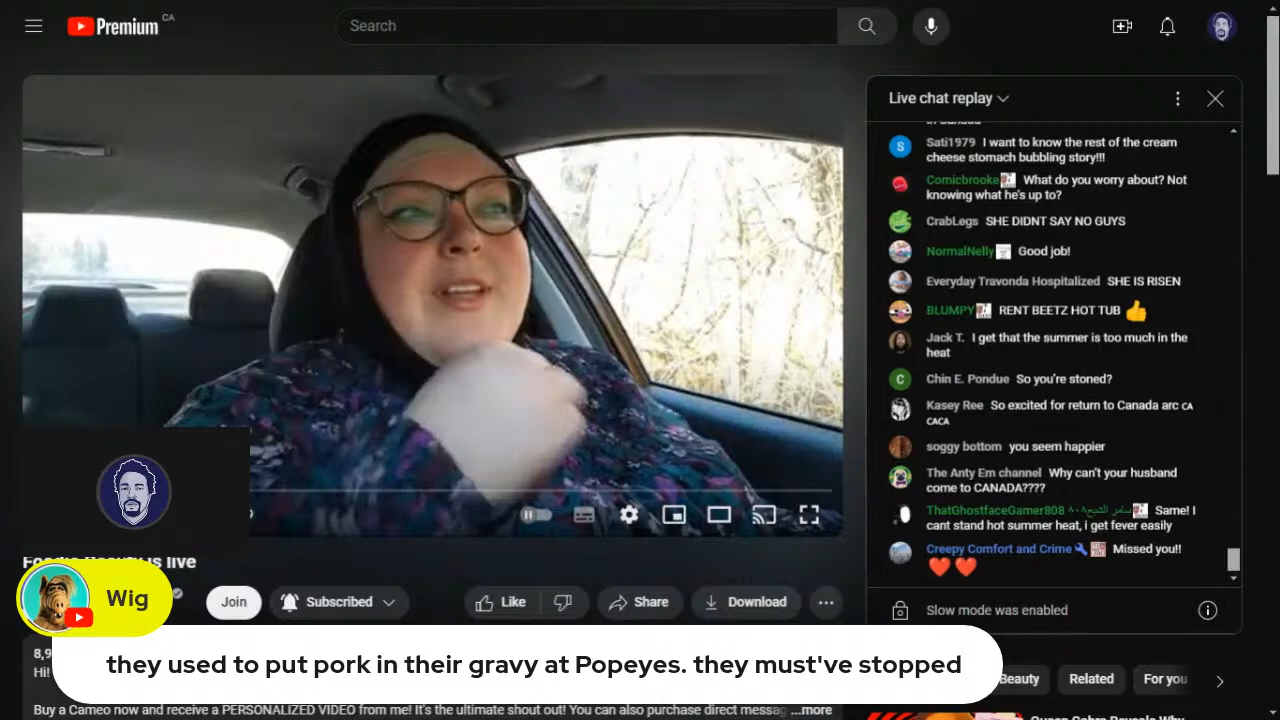 Premium CA
Search
Live chat replay
Sati1979 I want to know the rest of the cream
cheese stomach bubbling story!!!
Comicbrooke What do you worry about? Not
knowing what he's up to?
CrabLegs SHE DIDNT SAY NO GUYS
NormalNelly Good job!
Everyday Travonda Hospitalized SHE IS RISEN
BLUMPY RENT BEETZ HOT TUB 👍
Jack T. I get that the summer is too much in the
heat
C
Chin E. Pondue So you're stoned?
Kasey Ree So excited for return to Canada arc ᴄᴀ
ᴄᴀᴄᴀ
soggy bottom you seem happier
The Anty Em channel Why can't your husband
come to CANADA????
ThatGhostfaceGamer808 Same! I
cant stand hot summer heat, i get fever easily
Creepy Comfort and Crime Missed you!!
❤️❤️
Slow mode was enabled
is live
Join
Subscribed
Like
Share
Download
Wig
they used to put pork in their gravy at Popeyes. they must've stopped
8,9
Hi!
Beauty
Related
For you
Buy a Cameo now and receive a PERSONALIZED VIDEO from me! It's the ultimate shout out! You can also purchase direct messag ...more